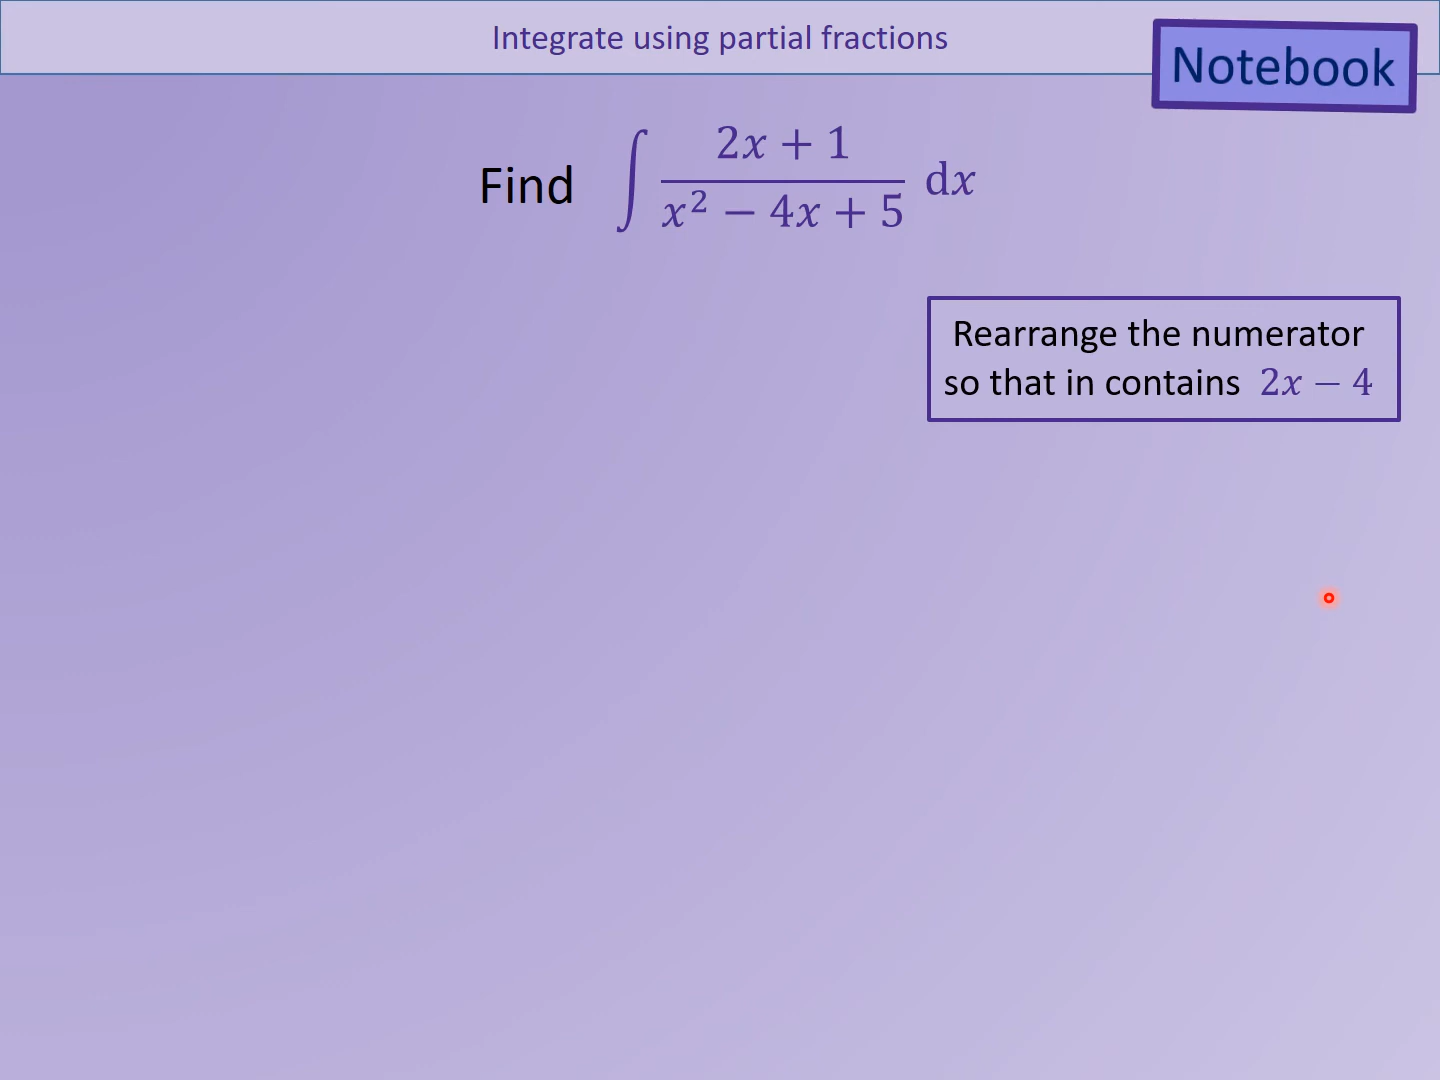 Integrate using partial fractions
Notebook
Find ∫ (2x + 1)/(x² − 4x + 5) dx
Rearrange the numerator
so that in contains 2x − 4